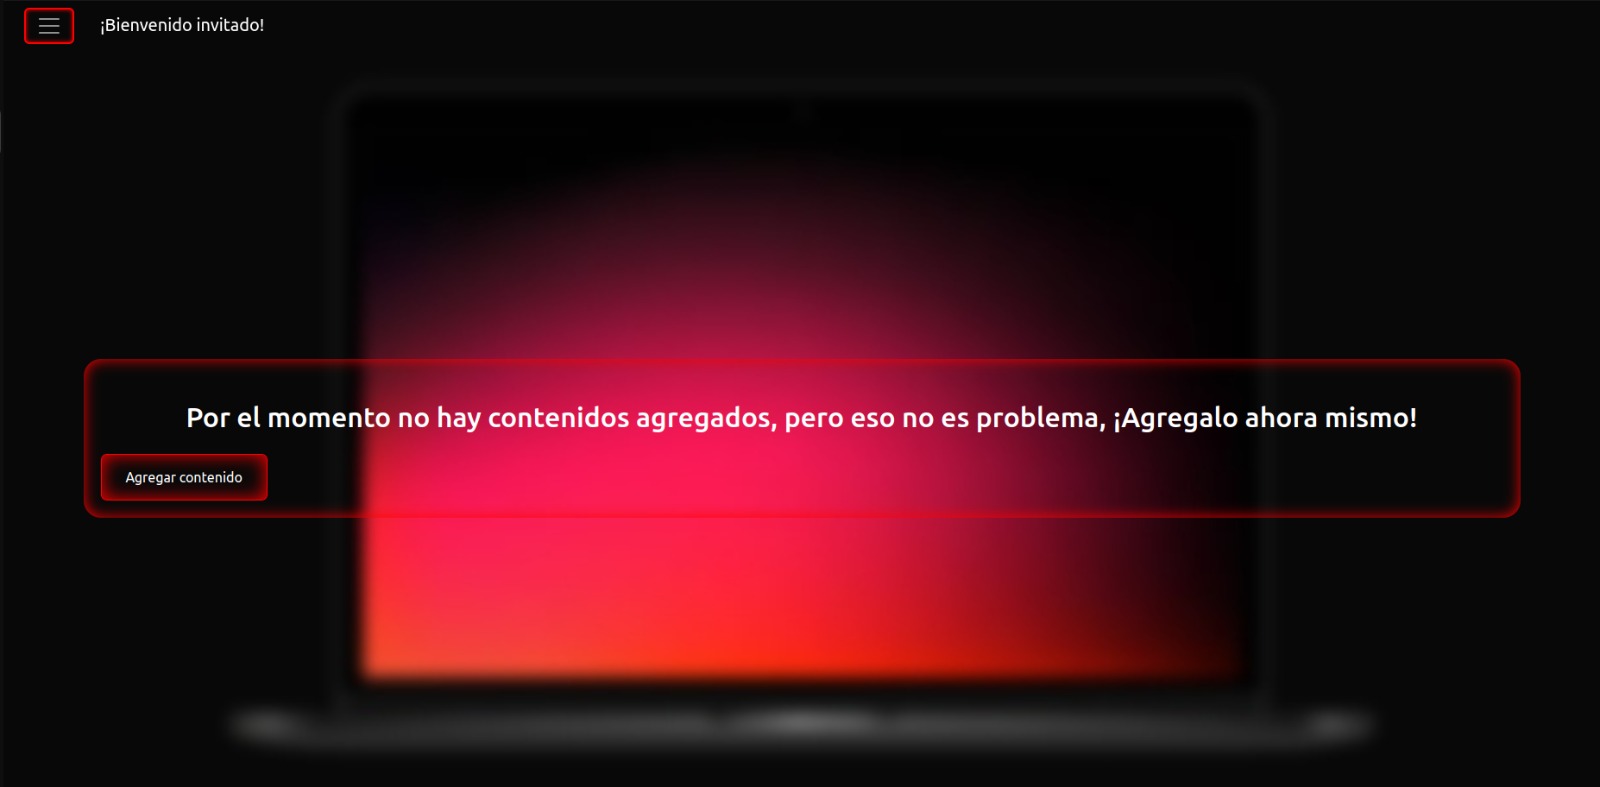 ¡Bienvenido invitado!
Por el momento no hay contenidos agregados, pero eso no es problema, ¡Agregalo ahora mismo!
Agregar contenido